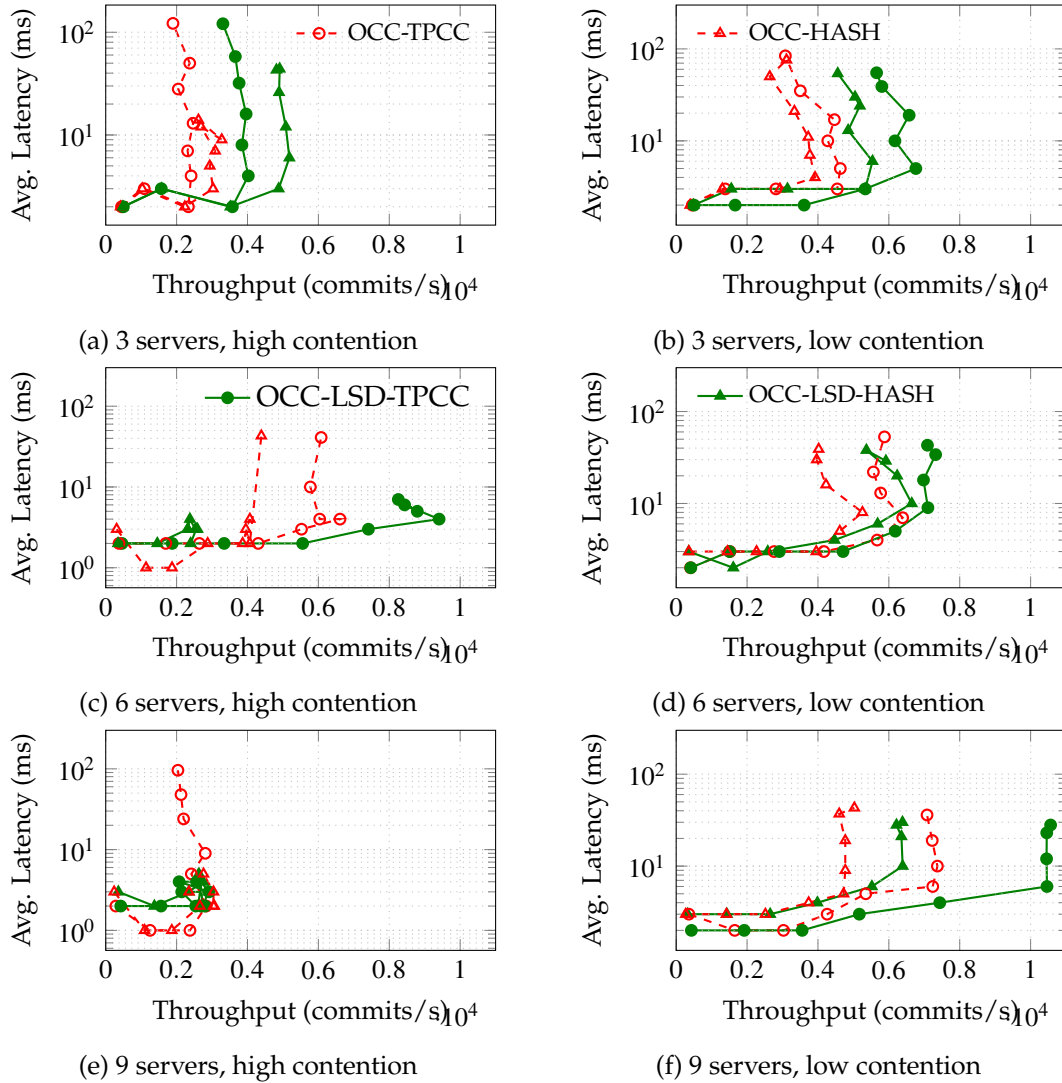 OCC-TPCC
OCC-HASH
Avg. Latency (ms)
10^2
10^1
0 0.2 0.4 0.6 0.8 1
Throughput (commits/s)
·10^4
(a) 3 servers, high contention
Avg. Latency (ms)
10^2
10^1
0 0.2 0.4 0.6 0.8 1
Throughput (commits/s)
·10^4
(b) 3 servers, low contention
OCC-LSD-TPCC
OCC-LSD-HASH
Avg. Latency (ms)
10^2
10^1
10^0
0 0.2 0.4 0.6 0.8 1
Throughput (commits/s)
·10^4
(c) 6 servers, high contention
Avg. Latency (ms)
10^2
10^1
0 0.2 0.4 0.6 0.8 1
Throughput (commits/s)
·10^4
(d) 6 servers, low contention
Avg. Latency (ms)
10^2
10^1
10^0
0 0.2 0.4 0.6 0.8 1
Throughput (commits/s)
·10^4
(e) 9 servers, high contention
Avg. Latency (ms)
10^2
10^1
0 0.2 0.4 0.6 0.8 1
Throughput (commits/s)
·10^4
(f) 9 servers, low contention